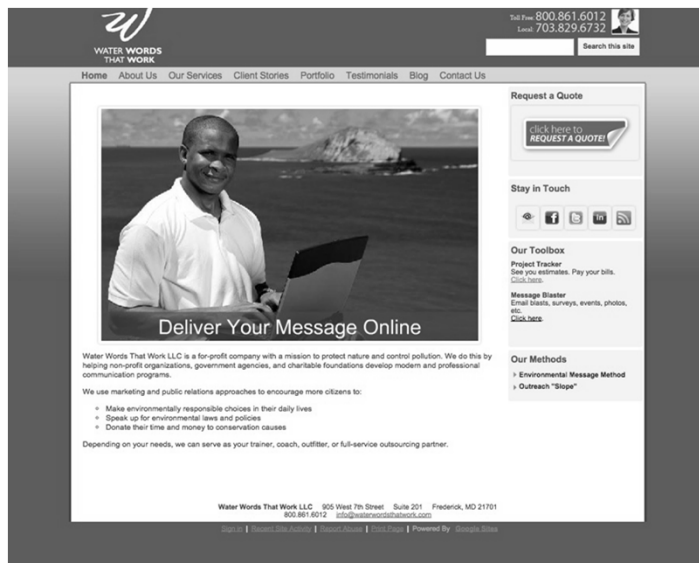 Toll Free: 800.861.6012
Local: 703.829.6732
WATER WORDS
THAT WORK
Search this site
Home About Us Our Services Client Stories Portfolio Testimonials Blog Contact Us
Deliver Your Message Online
Water Words That Work LLC is a for-profit company with a mission to protect nature and control pollution. We do this by
helping non-profit organizations, government agencies, and charitable foundations develop modern and professional
communication programs.
We use marketing and public relations approaches to encourage more citizens to:
Make environmentally responsible choices in their daily lives
Speak up for environmental laws and policies
Donate their time and money to conservation causes
Depending on your needs, we can serve as your trainer, coach, outfitter, or full-service outsourcing partner.
Request a Quote
click here to
REQUEST A QUOTE!
Stay in Touch
Our Toolbox
Project Tracker
See you estimates. Pay your bills.
Click here.
Message Blaster
Email blasts, surveys, events, photos,
etc.
Click here.
Our Methods
Environmental Message Method
Outreach "Slope"
Water Words That Work LLC 905 West 7th Street Suite 201 Frederick, MD 21701
800.861.6012 info@waterwordsthatwork.com
Sign in | Recent Site Activity | Report Abuse | Print Page | Powered By Google Sites